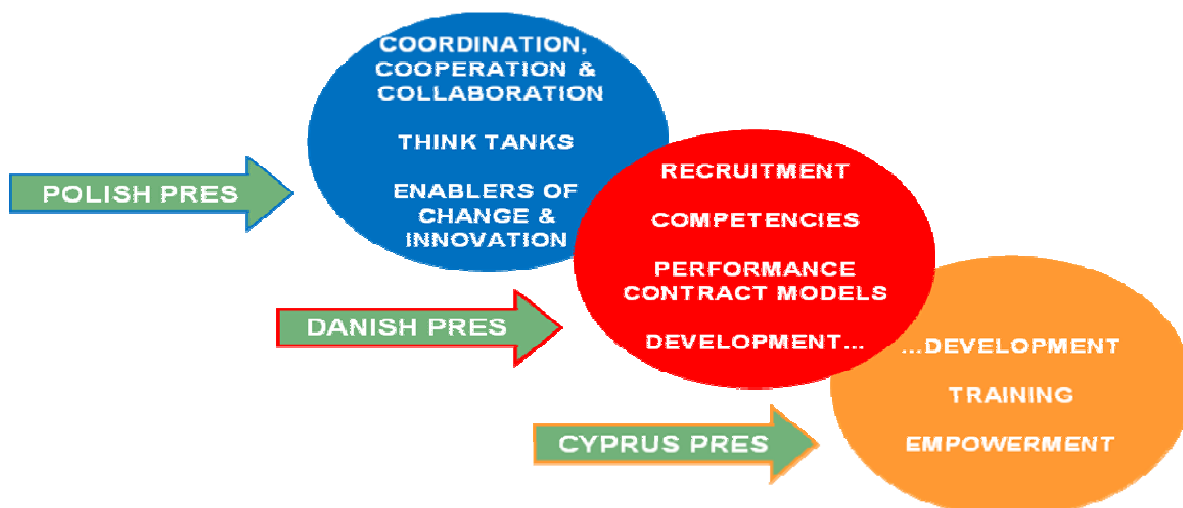 COORDINATION,
COOPERATION &
COLLABORATION
THINK TANKS
ENABLERS OF
CHANGE &
INNOVATION
POLISH PRES
RECRUITMENT
COMPETENCIES
PERFORMANCE
CONTRACT MODELS
DEVELOPMENT...
DANISH PRES
...DEVELOPMENT
TRAINING
EMPOWERMENT
CYPRUS PRES